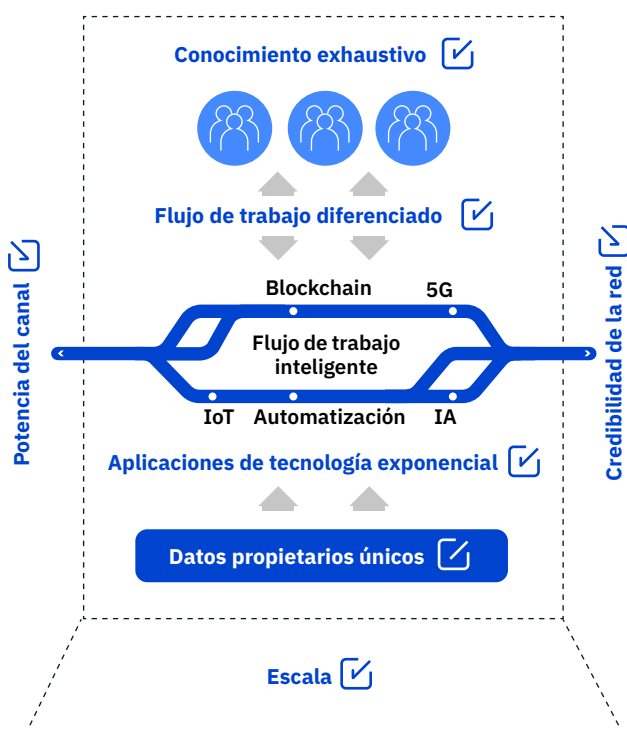 Conocimiento exhaustivo
Flujo de trabajo diferenciado
Potencia del canal
Credibilidad de la red
Blockchain
5G
Flujo de trabajo
inteligente
IoT
Automatización
IA
Aplicaciones de tecnología exponencial
Datos propietarios únicos
Escala